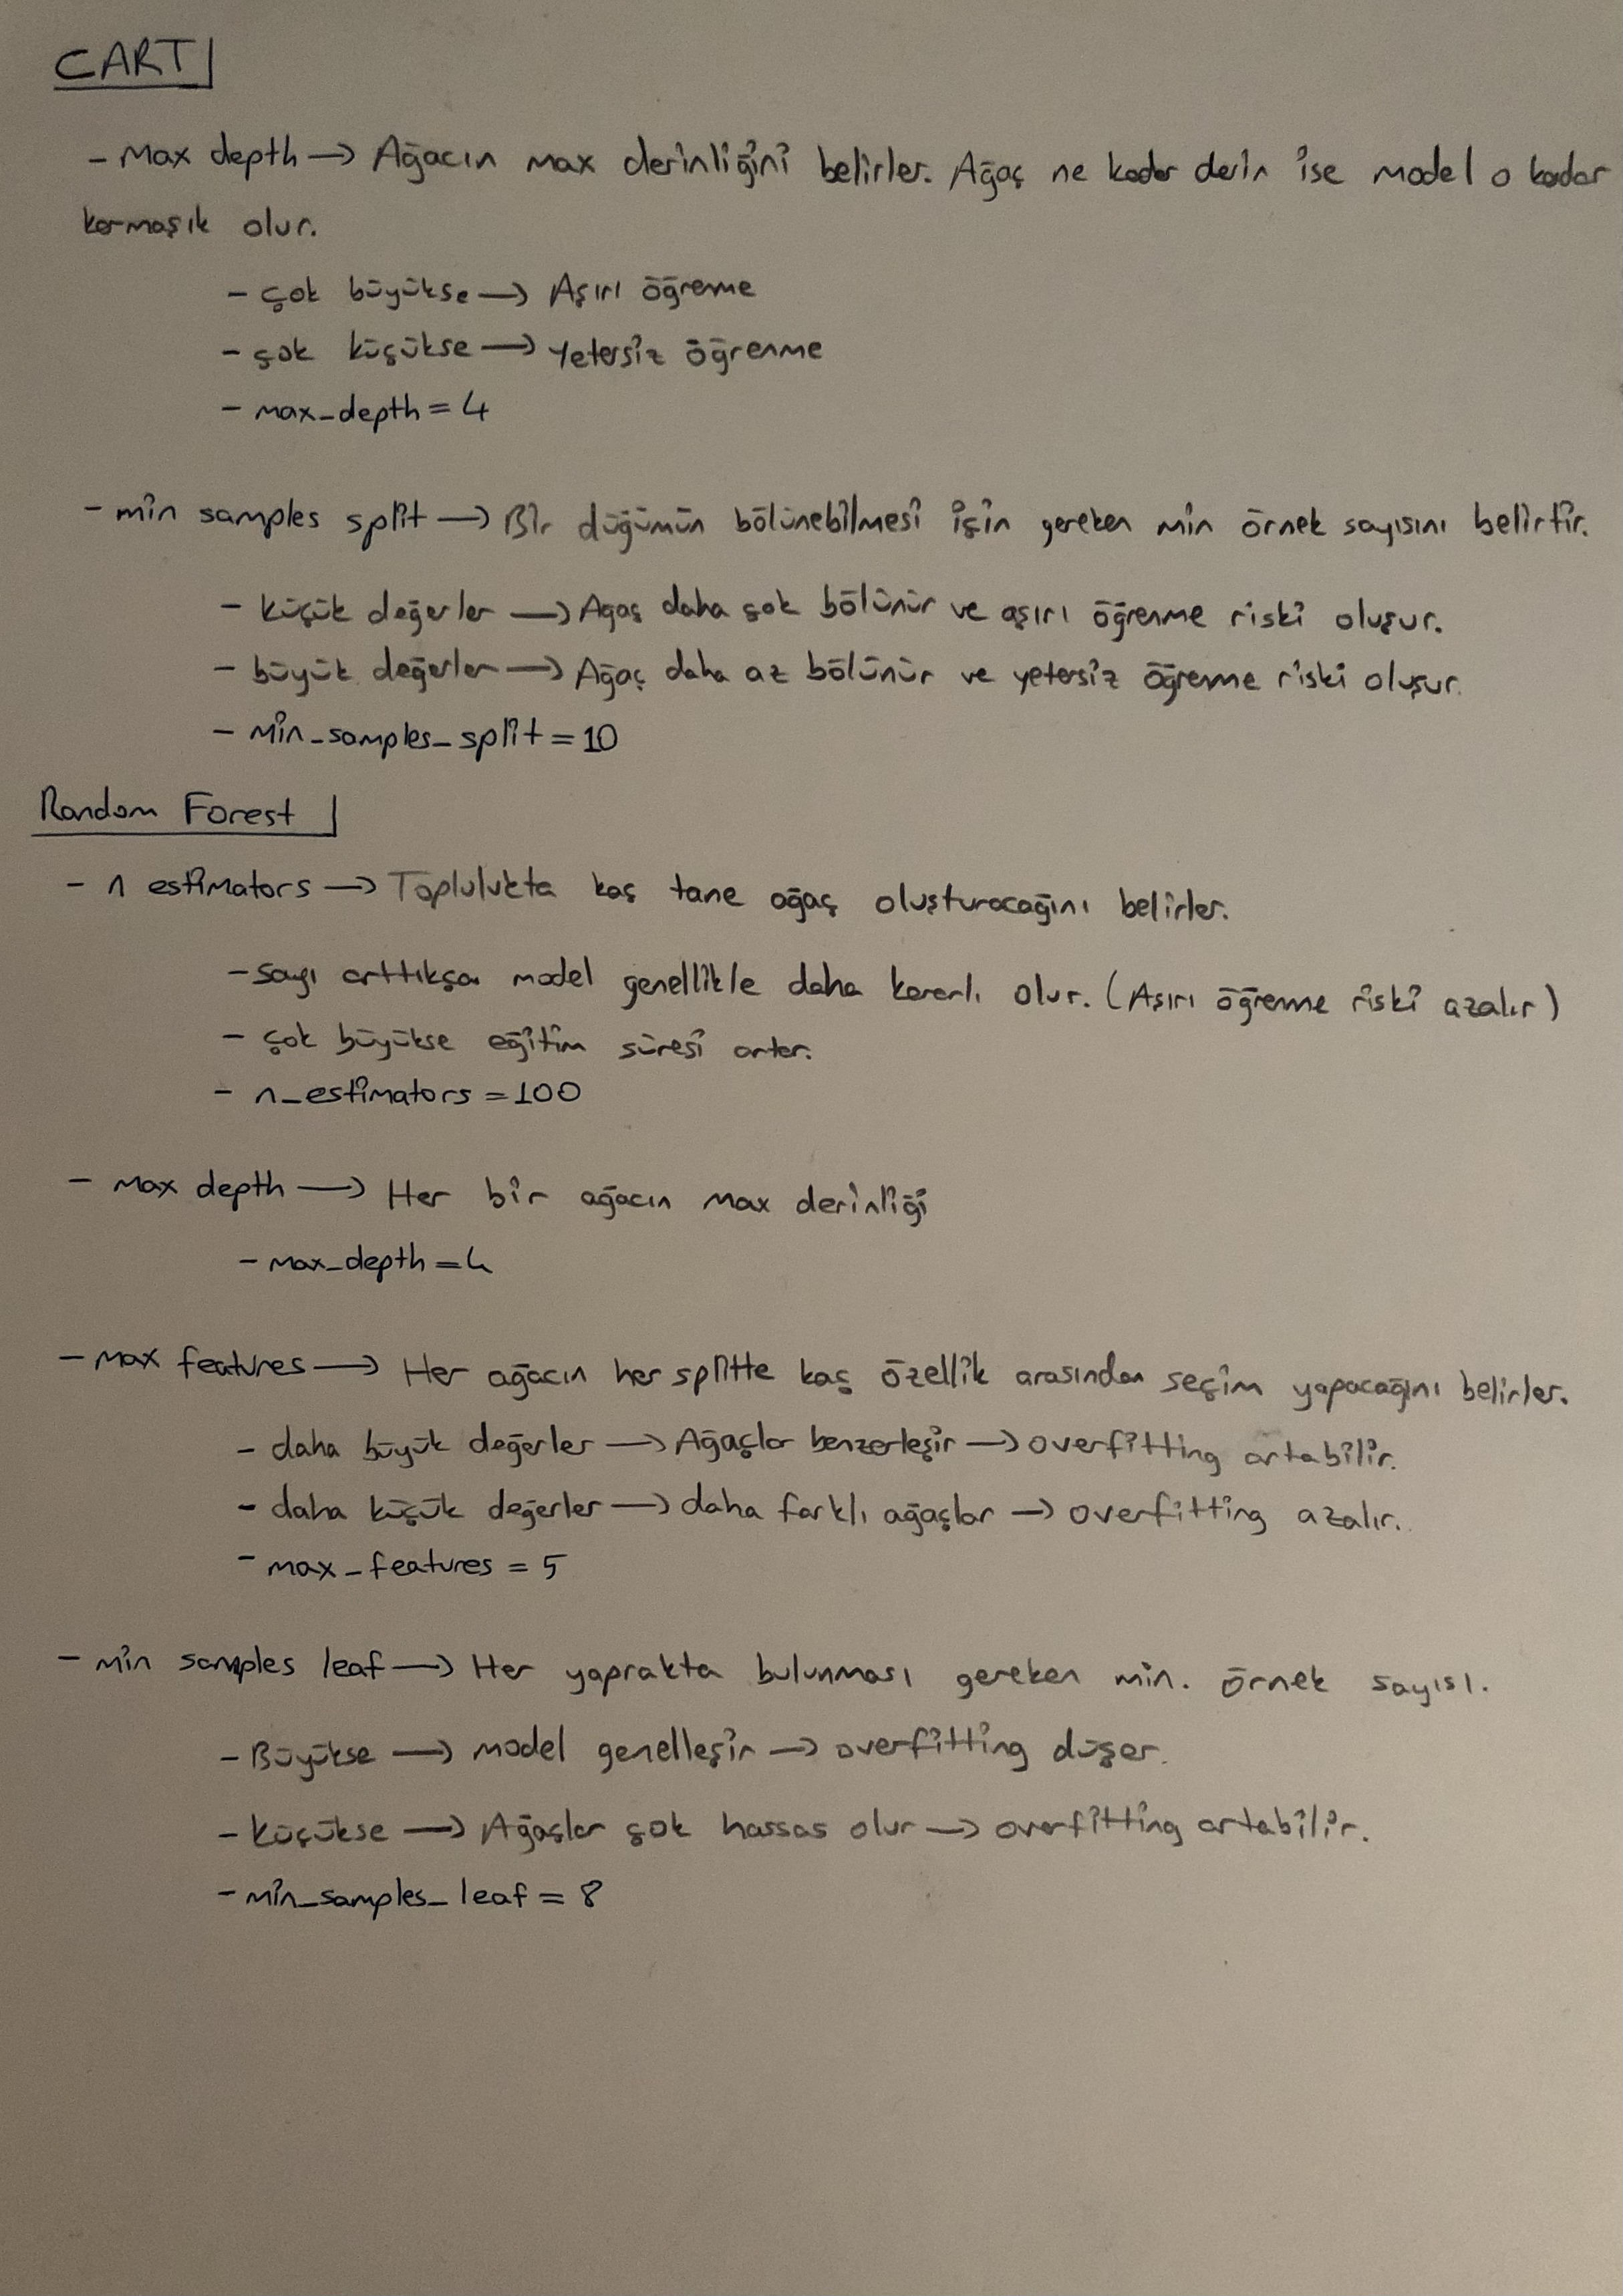 CART
- Max depth → Ağacın max derinliğini belirler. Ağaç ne kadar derin ise model o kadar
karmaşık olur.
- çok büyükse → Aşırı öğreme
- çok küçükse → Yetersiz öğrenme
- max_depth = 4
- min samples split → Bir düğümün bölünebilmesi için gereken min örnek sayısını belirtir.
- küçük değerler → Agaç daha çok bölünür ve aşırı öğrenme riski oluşur.
- büyük değerler → Ağaç daha az bölünür ve yetersiz öğrenme riski oluşur.
- min_samples_split = 10
Random Forest
- n estimators → Toplulukta kaç tane ağaç oluşturacağını belirler.
- sayı arttıkça model genellikle daha kararlı olur. (Aşırı öğrenme riski azalır)
- çok büyükse eğitim süresi artar.
- n_estimators = 100
- Max depth → Her bir ağacın max derinliği
- max_depth = 4
- max features → Her ağacın her splitte kaç özellik arasından seçim yapacağını belirler.
- daha büyük değerler → Ağaçlar benzerleşir → overfitting artabilir.
- daha küçük değerler → daha farklı ağaçlar → overfitting azalır.
- max_features = 5
- min samples leaf → Her yaprakta bulunması gereken min. örnek sayısı.
- Büyükse → model genelleşir → overfitting düşer.
- küçükse → Ağaçlar çok hassas olur → overfitting artabilir.
- min_samples_leaf = 8